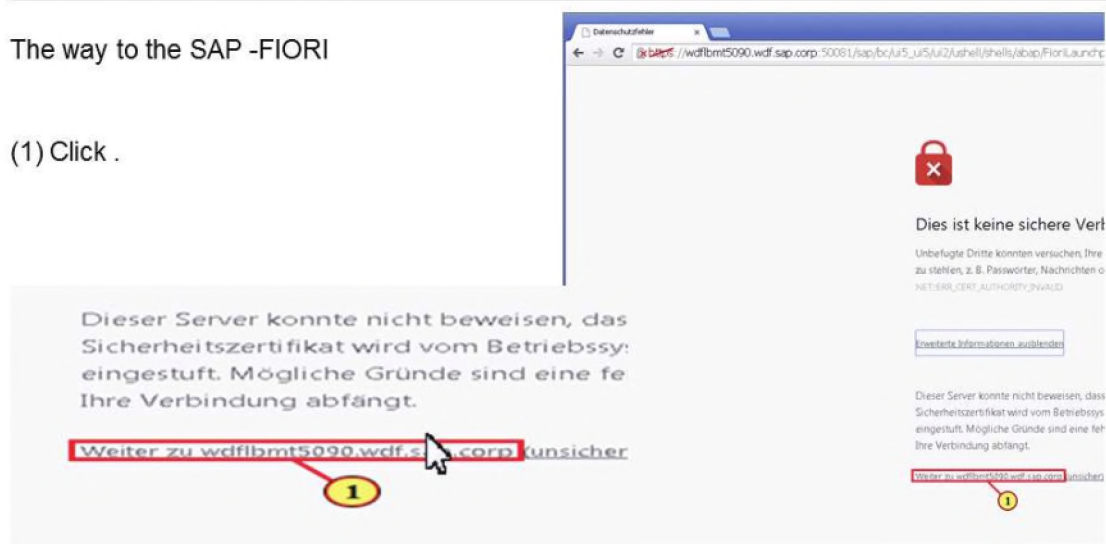 The way to the SAP -FIORI
(1) Click .
Datenschutzfehler
https://wdflbmt5090.wdf.sap.corp:50081/sap/bc/ui5_ui5/ui2/ushell/shells/abap/FioriLaunchp
Dies ist keine sichere Verb
Unbefugte Dritte könnten versuchen, Ihre
zu stehlen, z. B. Passwörter, Nachrichten o
NET::ERR_CERT_AUTHORITY_INVALID
Erweiterte Informationen ausblenden
Dieser Server konnte nicht beweisen, dass
Sicherheitszertifikat wird vom Betriebssys
eingestuft. Mögliche Gründe sind eine feh
Ihre Verbindung abfängt.
Weiter zu wdflbmt5090.wdf.sap.corp (unsicher)
1
Dieser Server konnte nicht beweisen, das
Sicherheitszertifikat wird vom Betriebssy
eingestuft. Mögliche Gründe sind eine fe
Ihre Verbindung abfängt.
Weiter zu wdflbmt5090.wdf.s  .corp (unsicher
1